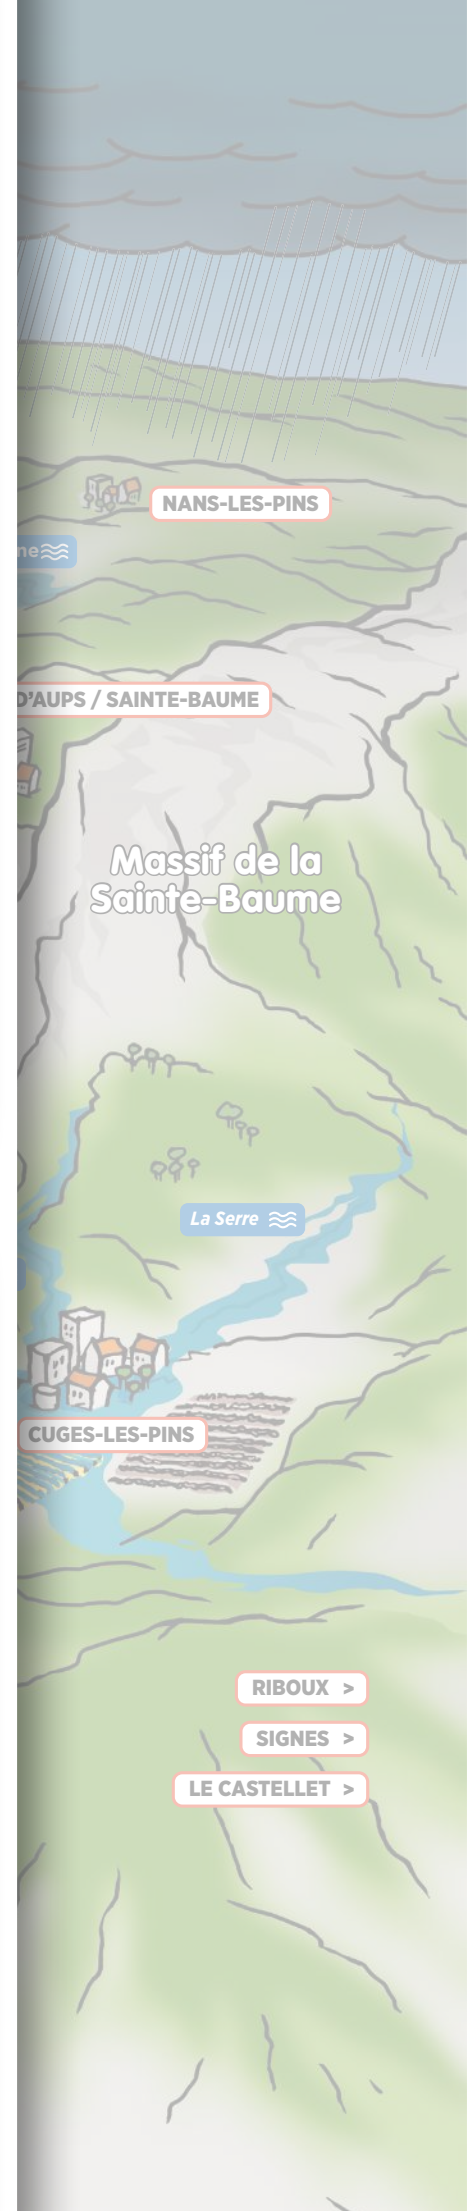 NANS-LES-PINS
ne
D'AUPS / SAINTE-BAUME
Massif de la
Sainte-Baume
La Serre
CUGES-LES-PINS
RIBOUX >
SIGNES >
LE CASTELLET >